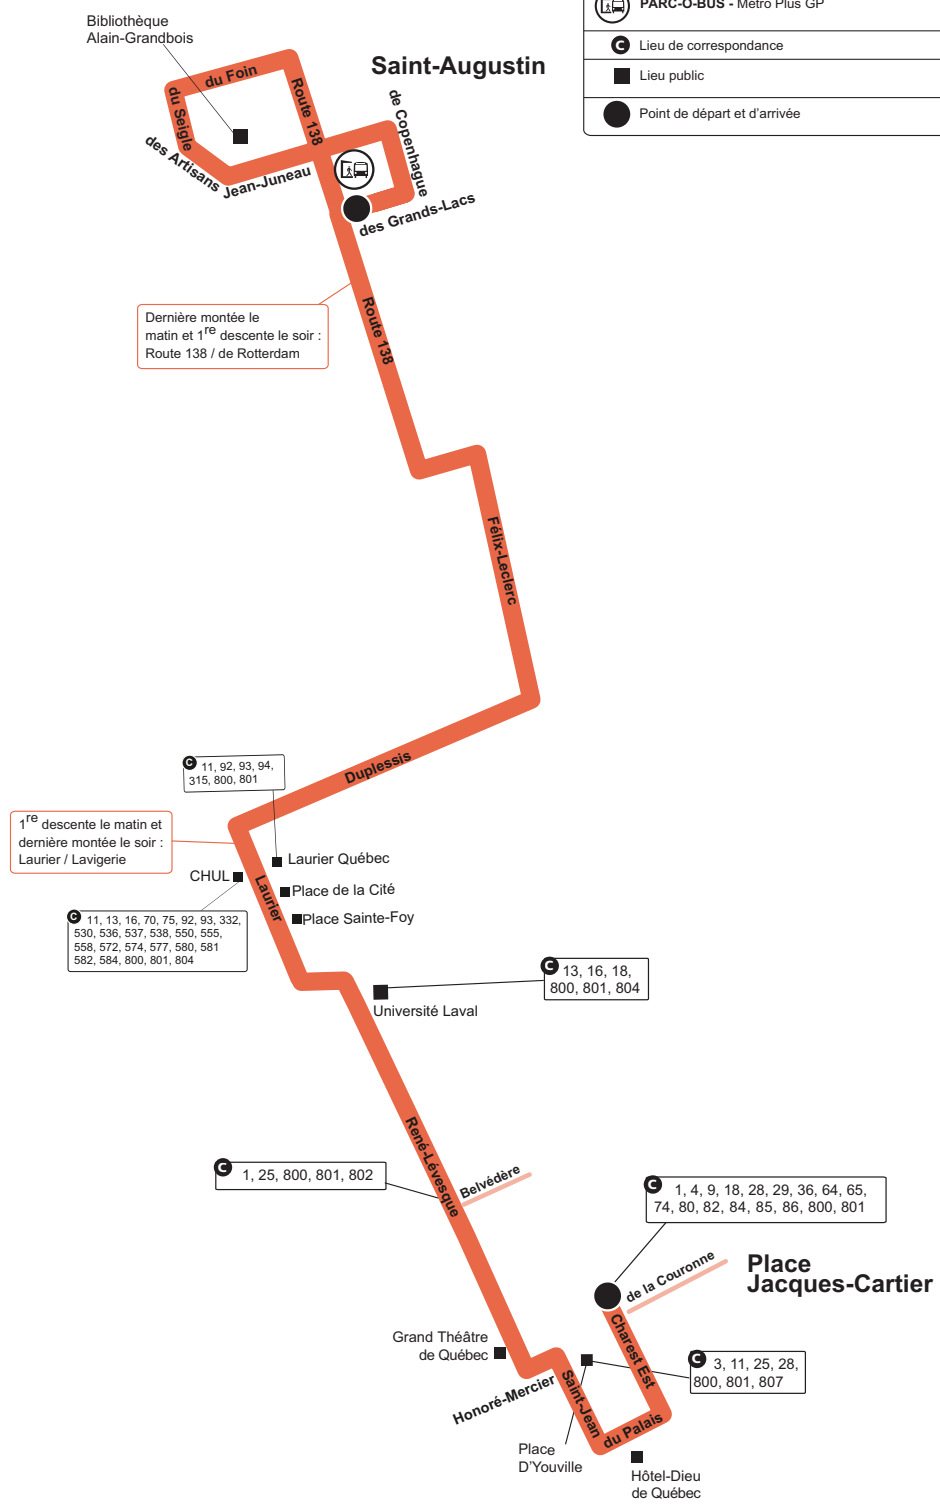 PARC-O-BUS - Métro Plus GP
C Lieu de correspondance
Lieu public
Point de départ et d'arrivée
Bibliothèque
Alain-Grandbois
Saint-Augustin
du Foin
Route 138
du Seigle
des Artisans
Jean-Juneau
de Copenhague
des Grands-Lacs
Dernière montée le
matin et 1re descente le soir :
Route 138 / de Rotterdam
Route 138
Félix-Leclerc
Duplessis
C 11, 92, 93, 94,
315, 800, 801
1re descente le matin et
dernière montée le soir :
Laurier / Lavigerie
Laurier Québec
CHUL
Laurier
Place de la Cité
Place Sainte-Foy
C 11, 13, 16, 70, 75, 92, 93, 332,
530, 536, 537, 538, 550, 555,
558, 572, 574, 577, 580, 581
582, 584, 800, 801, 804
C 13, 16, 18,
800, 801, 804
Université Laval
René-Lévesque
C 1, 25, 800, 801, 802
Belvédère
C 1, 4, 9, 18, 28, 29, 36, 64, 65,
74, 80, 82, 84, 85, 86, 800, 801
de la Couronne
Place
Jacques-Cartier
Charest Est
Grand Théâtre
de Québec
C 3, 11, 25, 28,
800, 801, 807
Honoré-Mercier
Saint-Jean
du Palais
Place
D'Youville
Hôtel-Dieu
de Québec